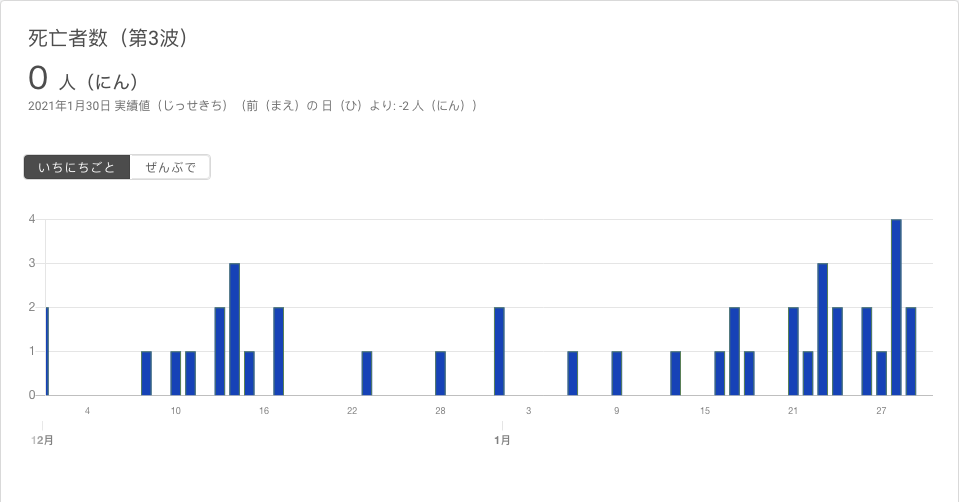 死亡者数（第3波）
0 人（にん）
2021年1月30日 実績値（じっせきち）（前（まえ）の 日（ひ）より: -2 人（にん））
いちにちごと ぜんぶで
4
3
2
1
0
4 10 16 22 28 3 9 15 21 27
12月 1月